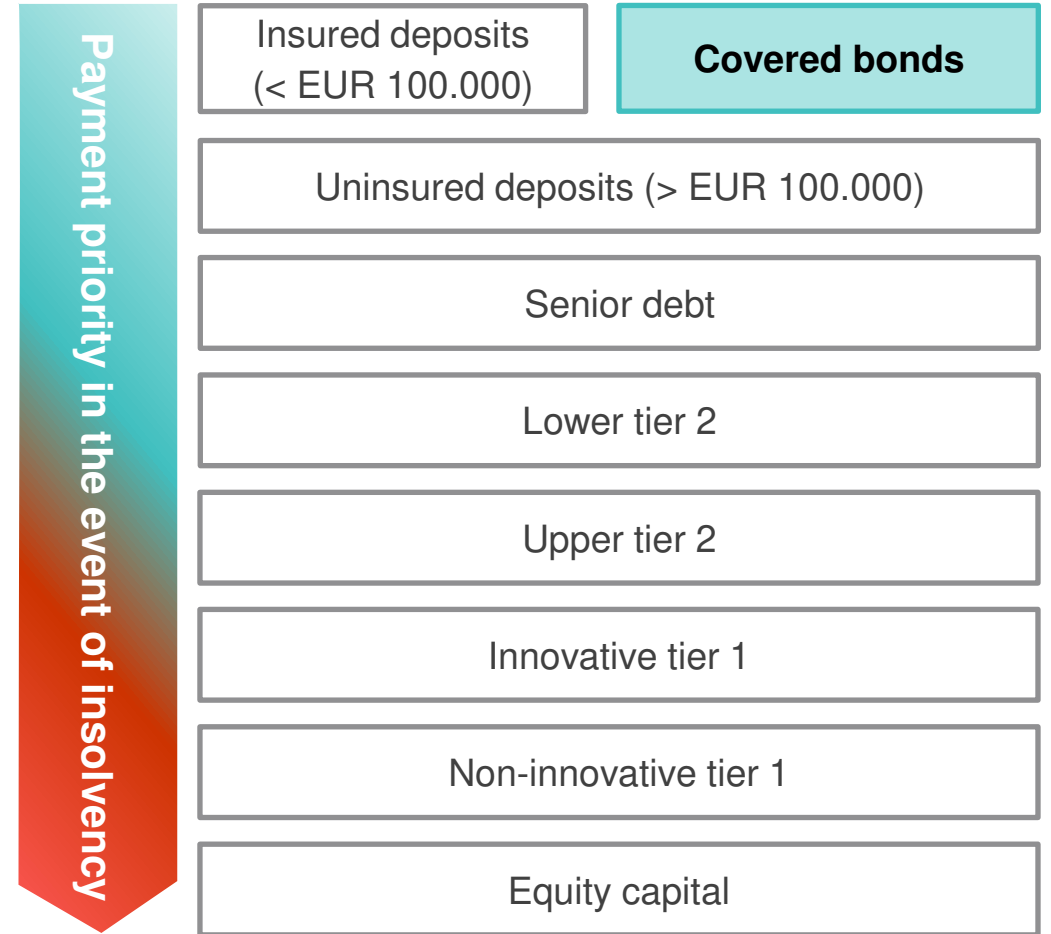 Payment priority in the event of insolvency
Insured deposits
(< EUR 100.000)
Covered bonds
Uninsured deposits (> EUR 100.000)
Senior debt
Lower tier 2
Upper tier 2
Innovative tier 1
Non-innovative tier 1
Equity capital